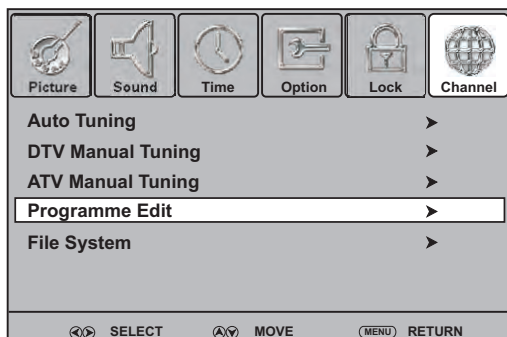 Picture Sound Time Option Lock Channel
Auto Tuning
DTV Manual Tuning
ATV Manual Tuning
Programme Edit
File System
SELECT MOVE MENU RETURN